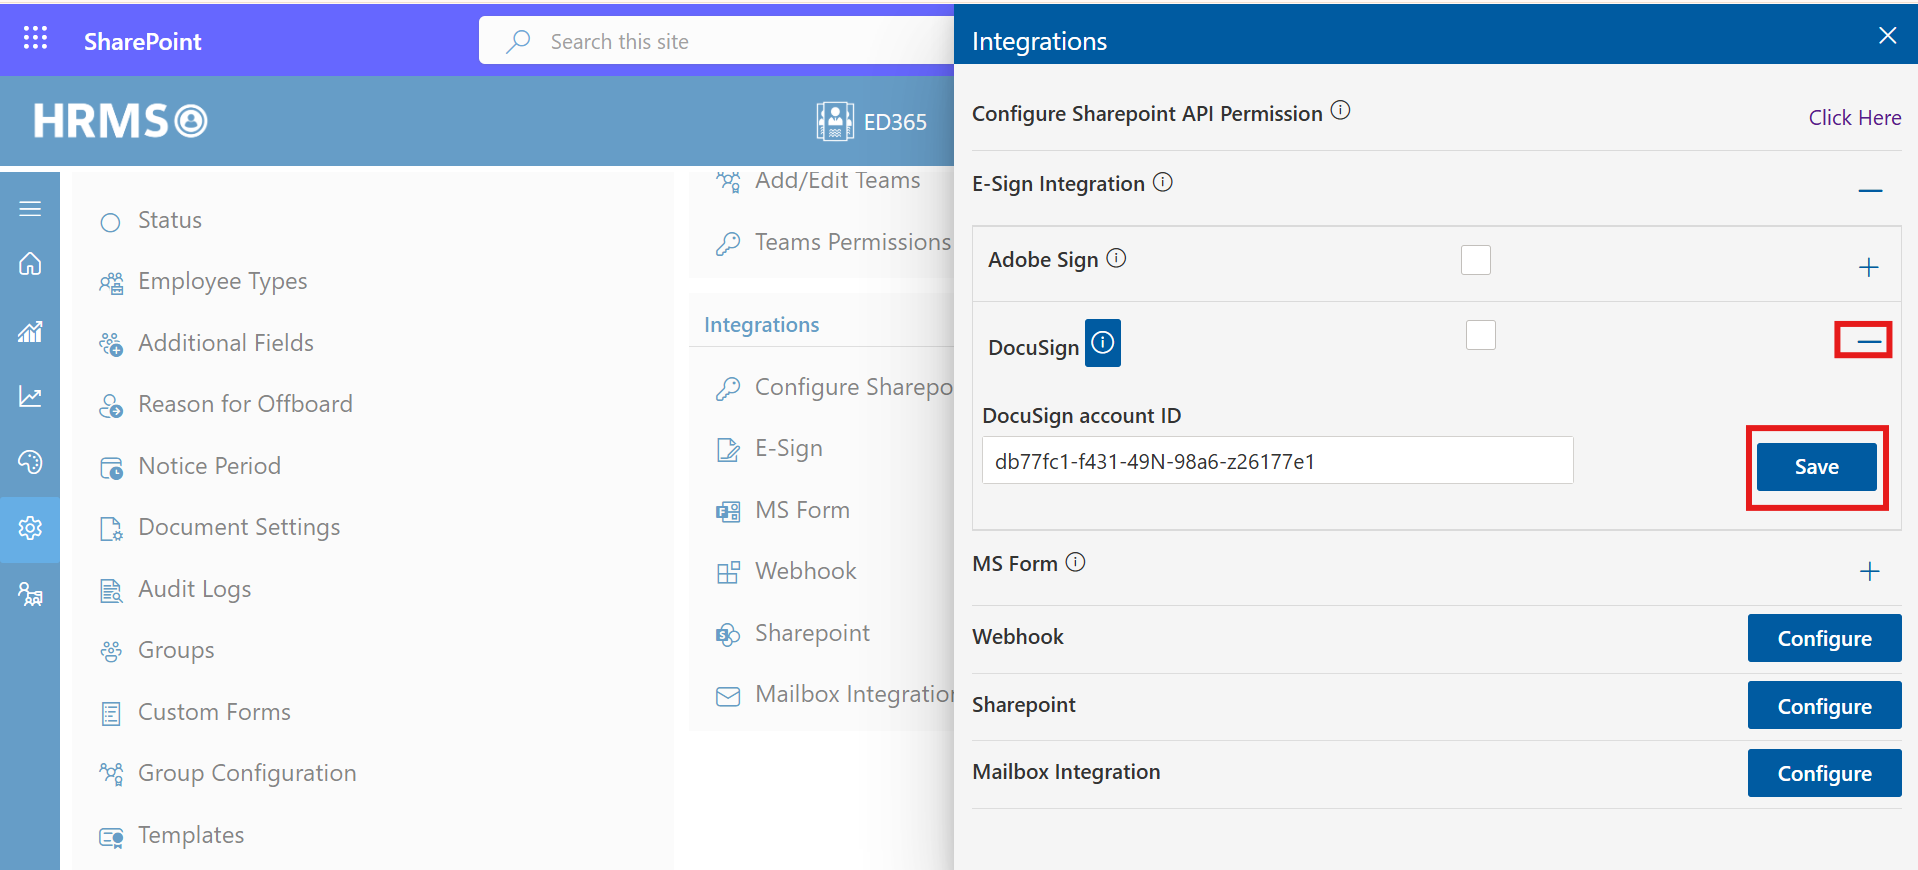 SharePoint
Search this site
HRMS
ED365
Status
Employee Types
Additional Fields
Reason for Offboard
Notice Period
Document Settings
Audit Logs
Groups
Custom Forms
Group Configuration
Templates
Add/Edit Teams
Teams Permissions
Integrations
Configure Sharepo
E-Sign
MS Form
Webhook
Sharepoint
Mailbox Integration
Integrations
Configure Sharepoint API Permission
Click Here
E-Sign Integration
Adobe Sign
DocuSign
DocuSign account ID
db77fc1-f431-49N-98a6-z26177e1
Save
MS Form
Webhook
Configure
Sharepoint
Configure
Mailbox Integration
Configure